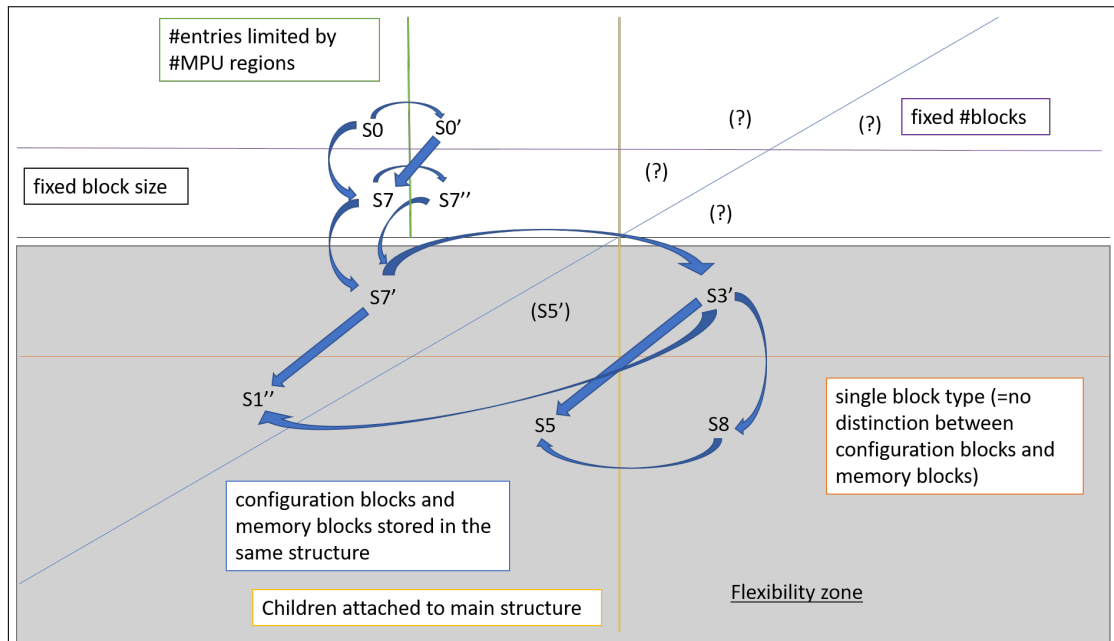 #entries limited by
#MPU regions
S0
S0’
(?)
(?)
fixed #blocks
fixed block size
S7
S7’’
(?)
(?)
S7’
(S5’)
S3’
S1’’
S5
S8
single block type (=no
distinction between
configuration blocks and
memory blocks)
configuration blocks and
memory blocks stored in the
same structure
Children attached to main structure
Flexibility zone